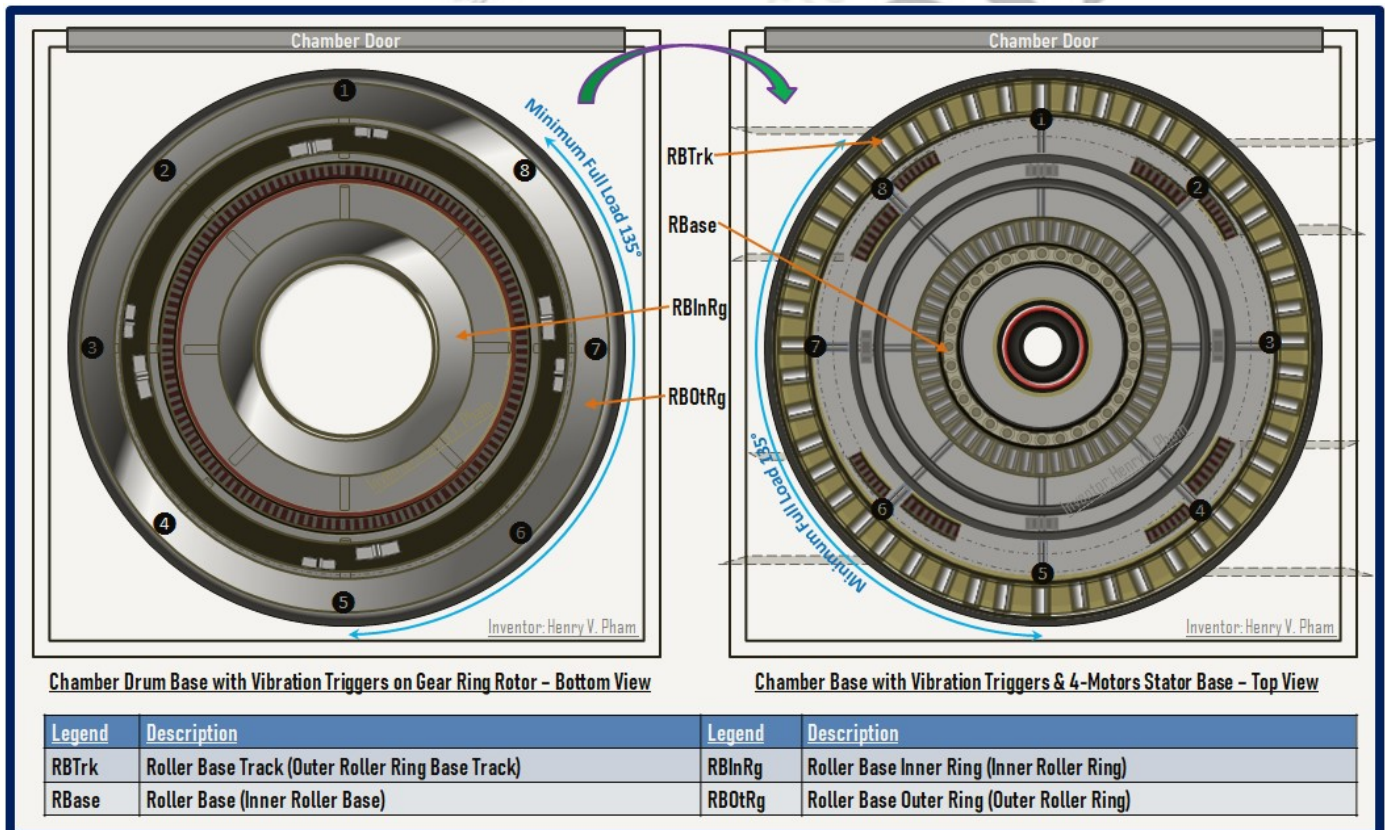 Chamber Door
1
2
3
4
5
6
7
8
Minimum Full Load 135°
Inventor: Henry V. Pham
RBTrk
RBase
RBInRg
RBOtRg
Chamber Door
1
2
3
4
5
6
7
8
Minimum Full Load 135°
Inventor: Henry V. Pham
Inventor: Henry V. Pham
Chamber Drum Base with Vibration Triggers on Gear Ring Rotor – Bottom View
Chamber Base with Vibration Triggers & 4-Motors Stator Base – Top View
Legend Description Legend Description
RBTrk Roller Base Track (Outer Roller Ring Base Track) RBInRg Roller Base Inner Ring (Inner Roller Ring)
RBase Roller Base (Inner Roller Base) RBOtRg Roller Base Outer Ring (Outer Roller Ring)